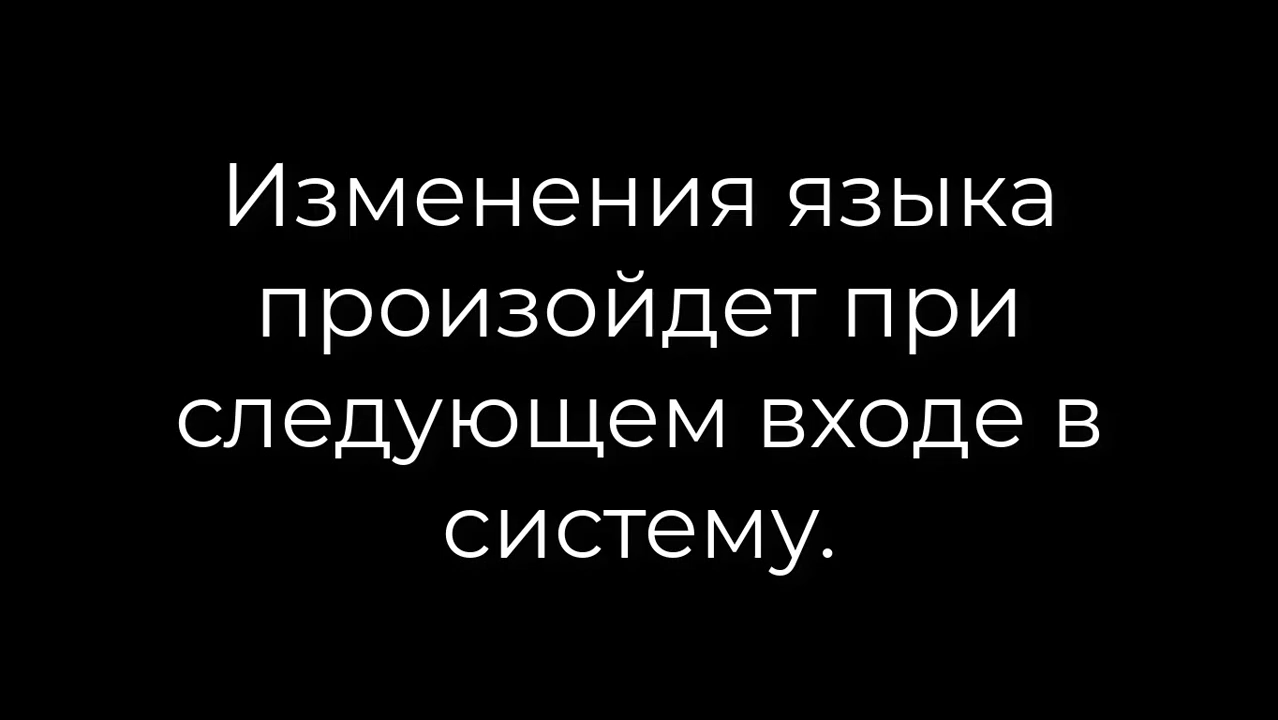 Изменения языка
произойдет при
следующем входе в
систему.